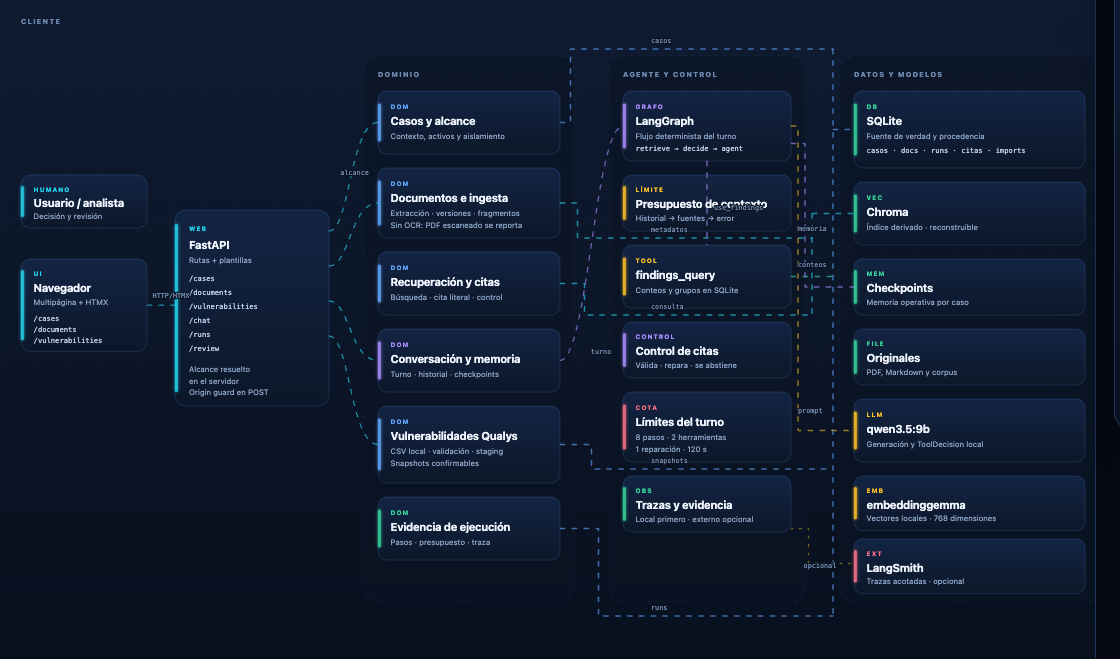 CLIENTE
HUMANO
Usuario / analista
Decisión y revisión
UI
Navegador
Multipágina + HTMX
/cases
/documents
/vulnerabilities
HTTP/HTMX
WEB
FastAPI
Rutas + plantillas
/cases
/documents
/vulnerabilities
/chat
/runs
/review
Alcance resuelto
en el servidor
Origin guard en POST
alcance
DOMINIO
DOM
Casos y alcance
Contexto, activos y aislamiento
DOM
Documentos e ingesta
Extracción · versiones · fragmentos
Sin OCR: PDF escaneado se reporta
DOM
Recuperación y citas
Búsqueda · cita literal · control
DOM
Conversación y memoria
Turno · historial · checkpoints
DOM
Vulnerabilidades Qualys
CSV local · validación · staging
Snapshots confirmables
DOM
Evidencia de ejecución
Pasos · presupuesto · traza
casos
turno
AGENTE Y CONTROL
GRAFO
LangGraph
Flujo determinista del turno
retrieve → decide → agent
LÍMITE
Presupuesto de contexto
use_findings
Historial → fuentes → error
metadatos
TOOL
findings_query
Conteos y grupos en SQLite
consulta
CONTROL
Control de citas
Válida · repara · se abstiene
COTA
Límites del turno
8 pasos · 2 herramientas
1 reparación · 120 s
snapshots
OBS
Trazas y evidencia
Local primero · externo opcional
runs
memoria
conteos
prompt
opcional
DATOS Y MODELOS
DB
SQLite
Fuente de verdad y procedencia
casos · docs · runs · citas · imports
VEC
Chroma
Índice derivado · reconstruible
MEM
Checkpoints
Memoria operativa por caso
FILE
Originales
PDF, Markdown y corpus
LLM
qwen3.5:9b
Generación y ToolDecision local
EMB
embeddinggemma
Vectores locales · 768 dimensiones
EXT
LangSmith
Trazas acotadas · opcional